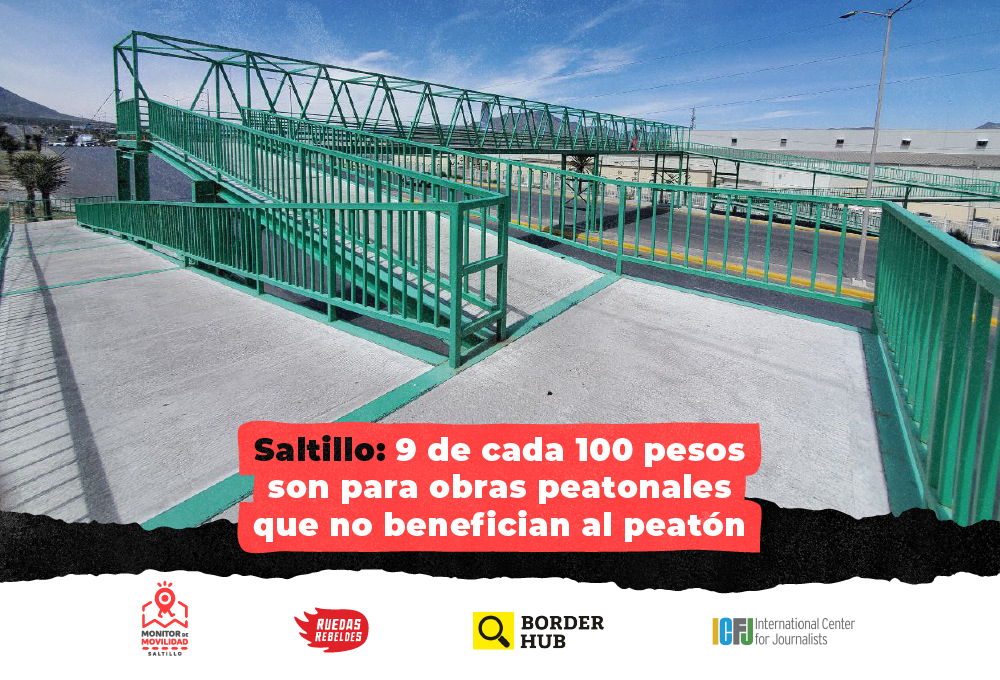 Saltillo: 9 de cada 100 pesos
son para obras peatonales
que no benefician al peatón
MONITOR DE
MOVILIDAD
SALTILLO
RUEDAS
REBELDES
BORDER
HUB
ICFJ
International Center
for Journalists